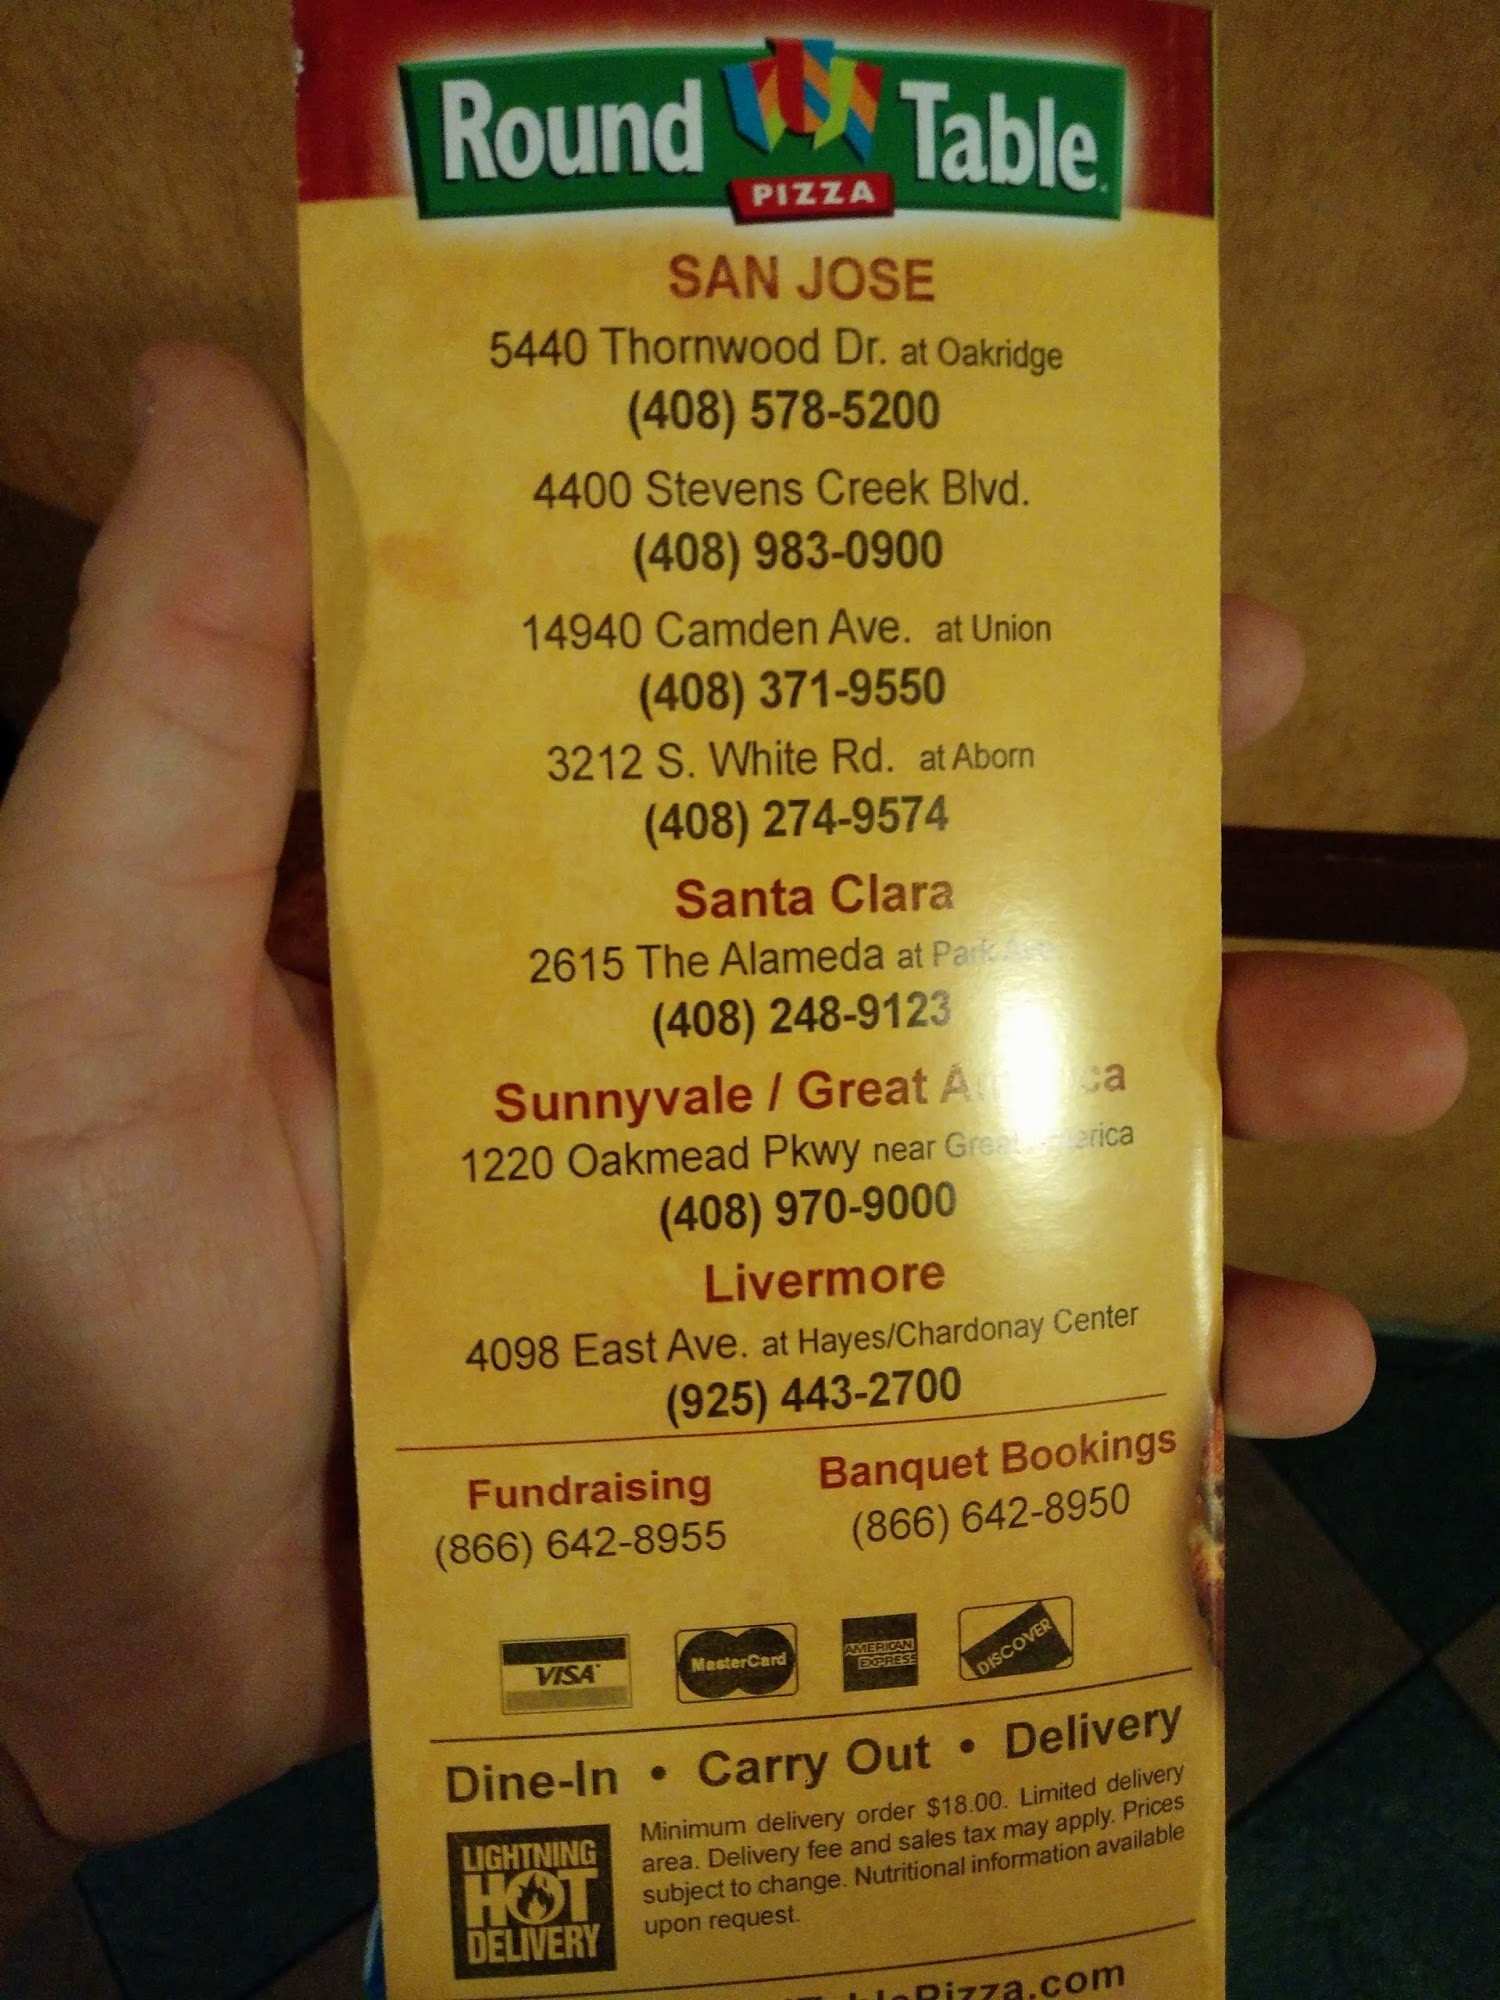 Round Table
PIZZA
SAN JOSE
5440 Thornwood Dr. at Oakridge
(408) 578-5200
4400 Stevens Creek Blvd.
(408) 983-0900
14940 Camden Ave. at Union
(408) 371-9550
3212 S. White Rd. at Aborn
(408) 274-9574
Santa Clara
2615 The Alameda at Park Ave
(408) 248-9123
Sunnyvale / Great America
1220 Oakmead Pkwy near Great America
(408) 970-9000
Livermore
4098 East Ave. at Hayes/Chardonay Center
(925) 443-2700
Fundraising
(866) 642-8955
Banquet Bookings
(866) 642-8950
VISA
MasterCard
AMERICAN
EXPRESS
DISCOVER
Dine-In • Carry Out • Delivery
LIGHTNING
HOT
DELIVERY
Minimum delivery order $18.00. Limited delivery
area. Delivery fee and sales tax may apply. Prices
subject to change. Nutritional information available
upon request.